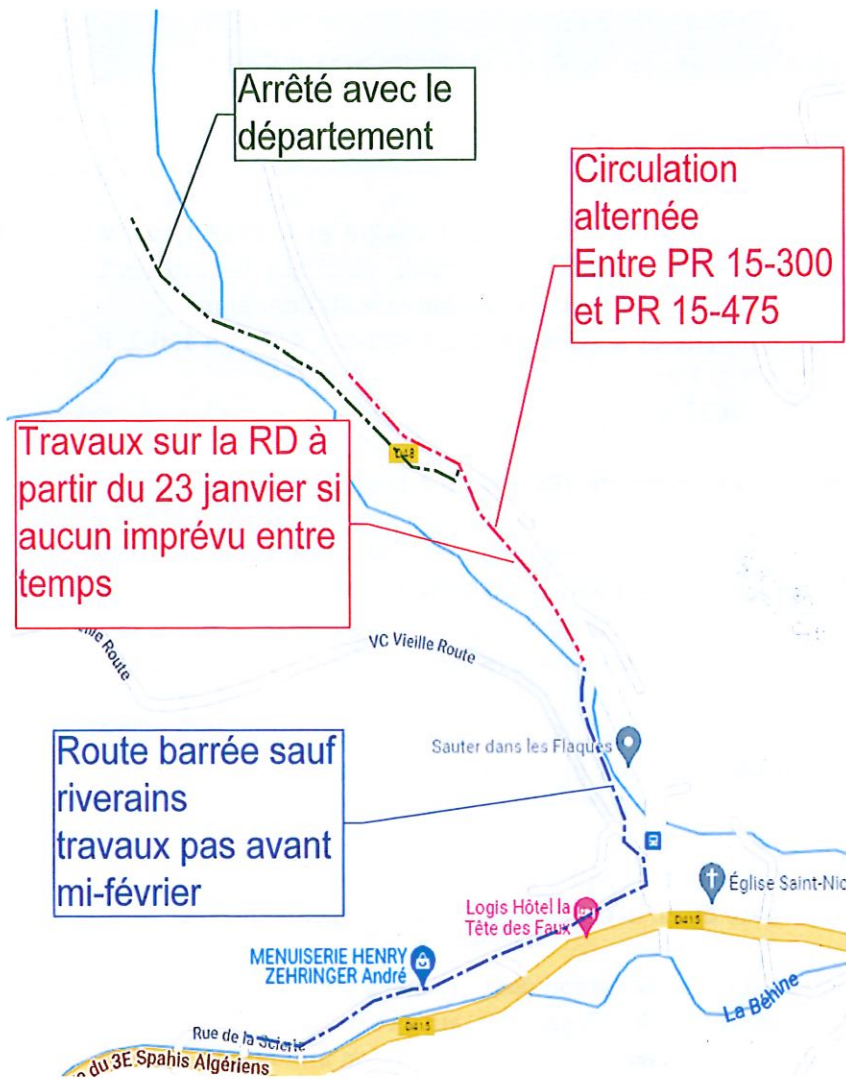 Arrêté avec le
département
Circulation
alternée
Entre PR 15-300
et PR 15-475
D48
Travaux sur la RD à
partir du 23 janvier si
aucun imprévu entre
temps
Route
VC Vieille Route
Sauter dans les Flaques
Route barrée sauf
riverains
travaux pas avant
mi-février
Église Saint-Nic
Logis Hôtel la
Tête des Faux
D415
MENUISERIE HENRY
ZEHRINGER André
La Béhine
D415
Rue de la Scierie
du 3E Spahis Algériens